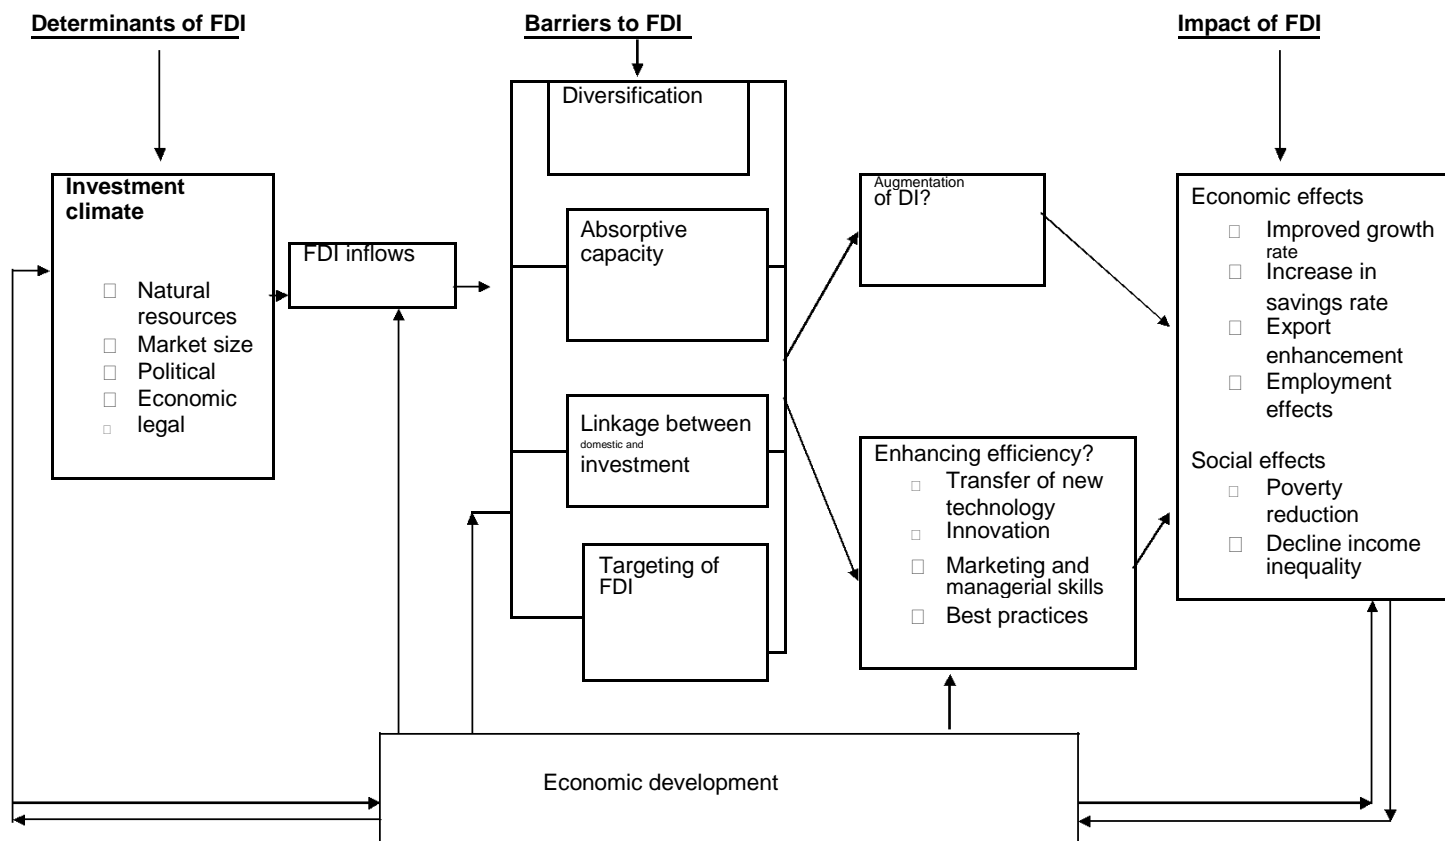 Determinants of FDI
Barriers to FDI
Impact of FDI
Investment
climate
Natural
resources
Market size
Political
Economic
legal
FDI inflows
Diversification
Absorptive
capacity
Linkage between
domestic and
investment
Targeting of
FDI
Augmentation
of DI?
Enhancing efficiency?
Transfer of new
technology
Innovation
Marketing and
managerial skills
Best practices
Economic effects
Improved growth
rate
Increase in
savings rate
Export
enhancement
Employment
effects
Social effects
Poverty
reduction
Decline income
inequality
Economic development